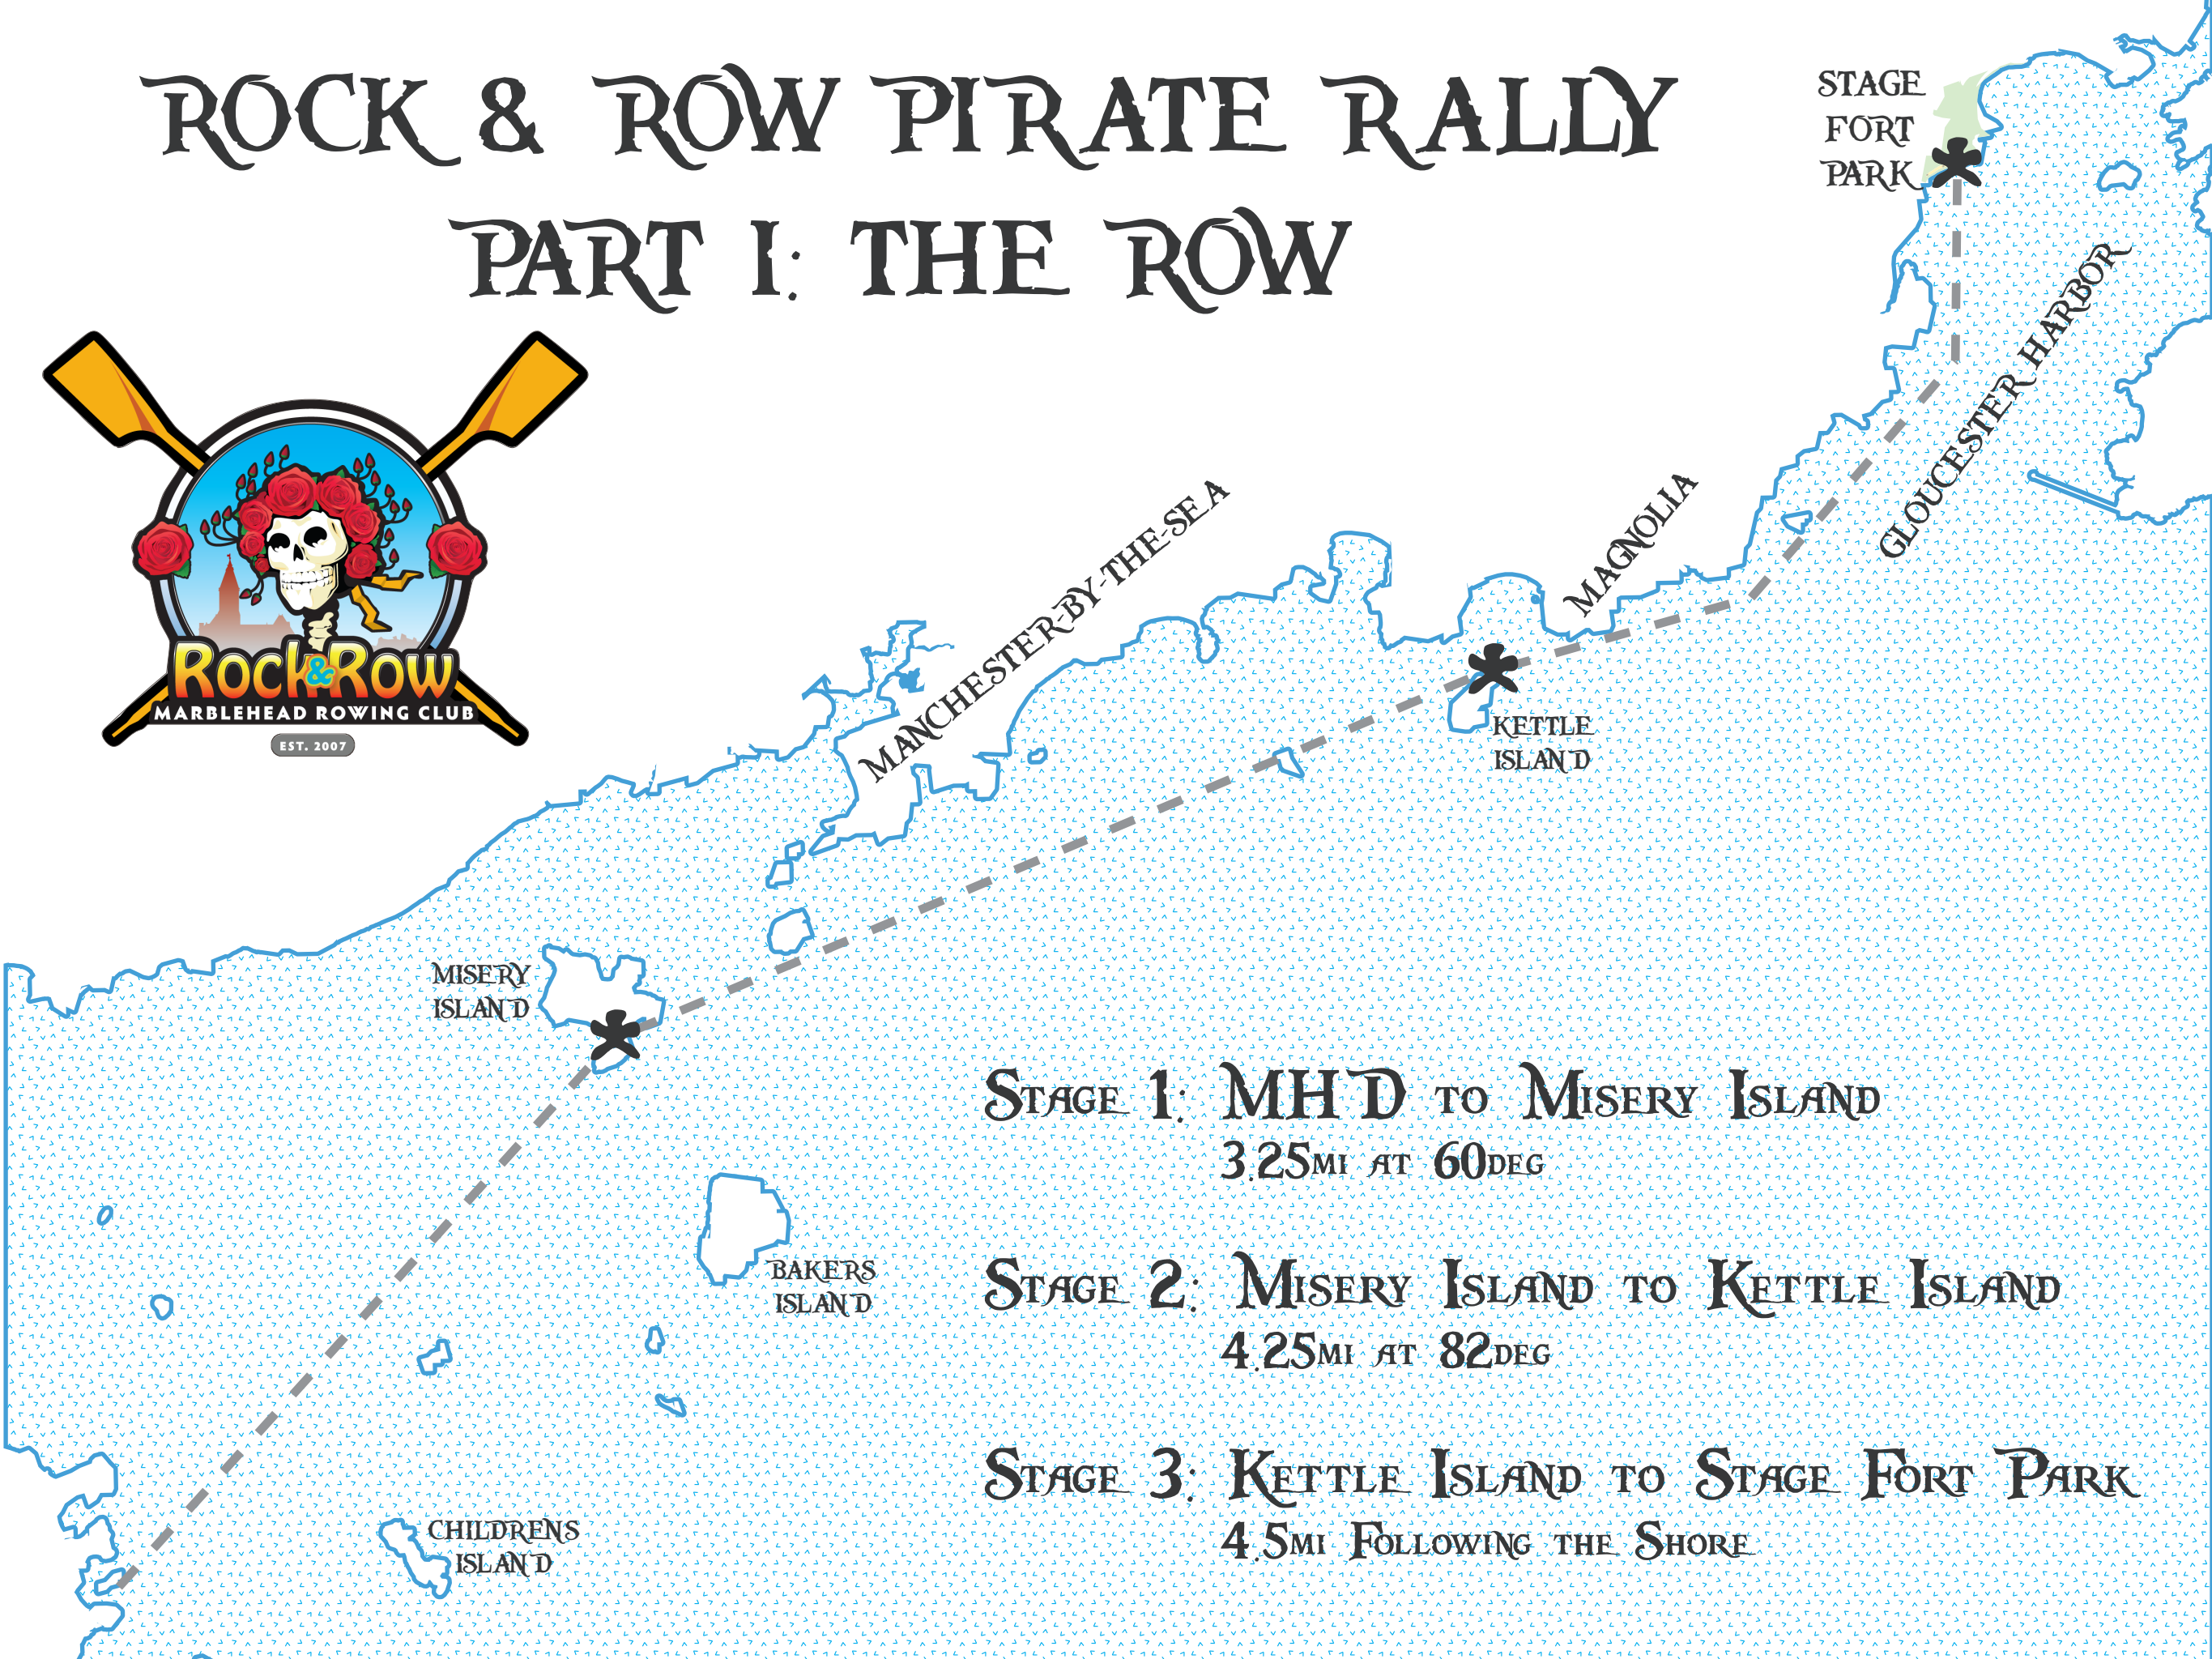 ROCK & ROW PIRATE RALLY
PART I: THE ROW
STAGE
FORT
PARK
GLOUCESTER HARBOR
MAGNOLIA
MANCHESTER-BY-THE-SEA
KETTLE
ISLAND
Rock & Row
MARBLEHEAD ROWING CLUB
EST. 2007
MISERY
ISLAND
BAKERS
ISLAND
CHILDRENS
ISLAND
Stage 1: MHD to Misery Island
3.25mi at 60deg
Stage 2: Misery Island to Kettle Island
4.25mi at 82deg
Stage 3: Kettle Island to Stage Fort Park
4.5mi Following the Shore